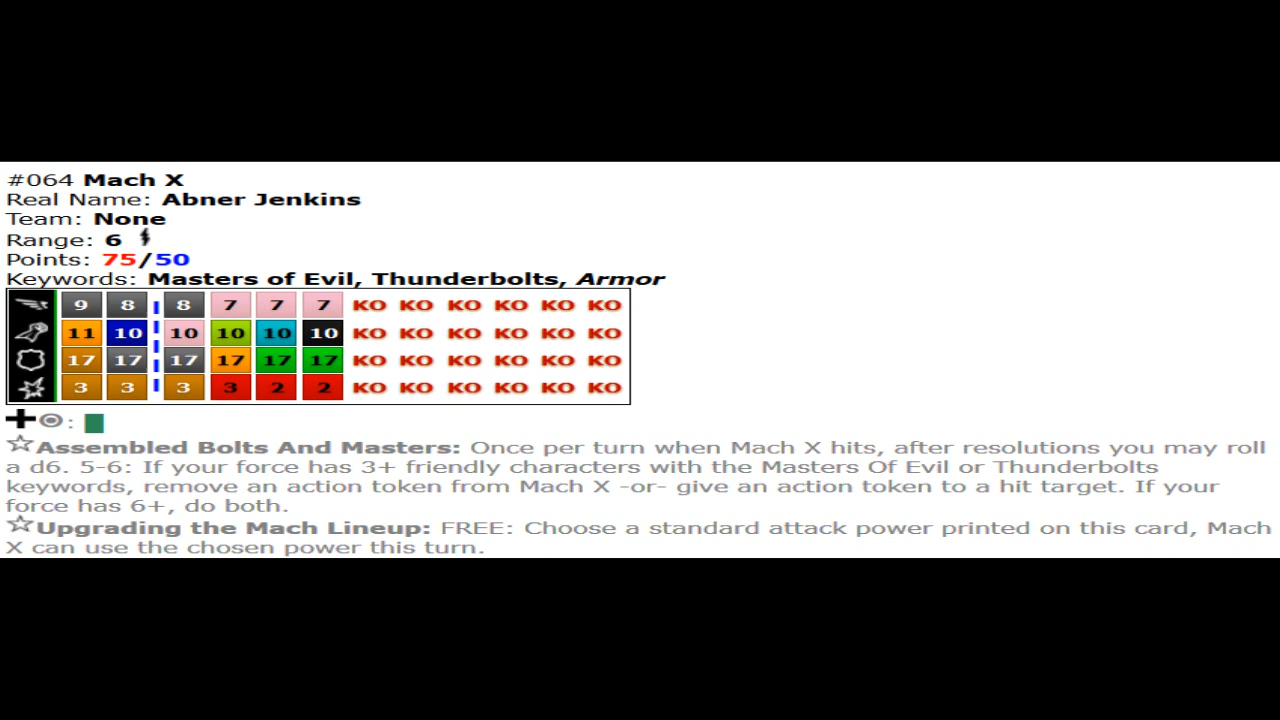 #064 Mach X
Real Name: Abner Jenkins
Team: None
Range: 6
Points: 75/50
Keywords: Masters of Evil, Thunderbolts, Armor
9 8 8 7 7 7 KO KO KO KO KO KO
11 10 10 10 10 10 KO KO KO KO KO KO
17 17 17 17 17 17 KO KO KO KO KO KO
3 3 3 3 2 2 KO KO KO KO KO KO
:
Assembled Bolts And Masters: Once per turn when Mach X hits, after resolutions you may roll
a d6. 5-6: If your force has 3+ friendly characters with the Masters Of Evil or Thunderbolts
keywords, remove an action token from Mach X -or- give an action token to a hit target. If your
force has 6+, do both.
Upgrading the Mach Lineup: FREE: Choose a standard attack power printed on this card, Mach
X can use the chosen power this turn.